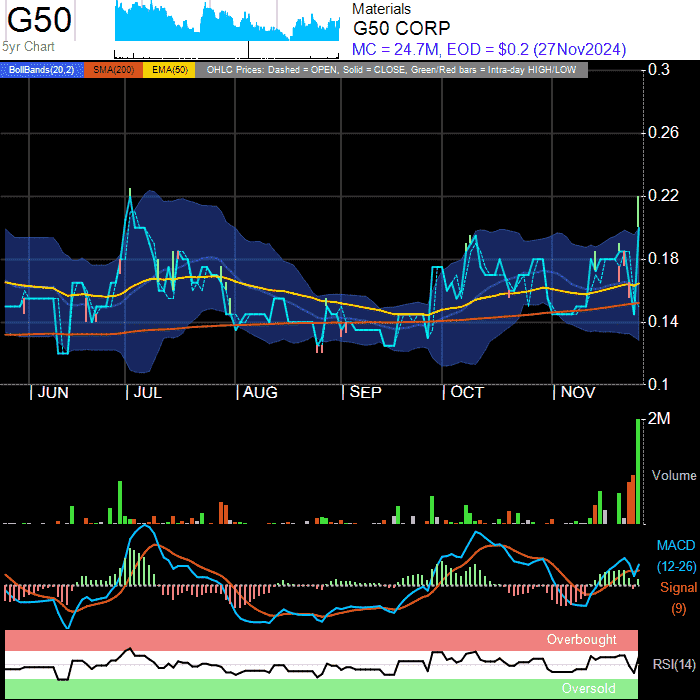 G50
5yr Chart
Materials
G50 CORP
MC = 24.7M, EOD = $0.2 (27Nov2024)
BollBands(20,2) SMA(200) EMA(50) OHLC Prices: Dashed = OPEN, Solid = CLOSE, Green/Red bars = Intra-day HIGH/LOW
0.3
0.26
0.22
0.18
0.14
0.1
JUN JUL AUG SEP OCT NOV
2M
Volume
MACD
(12-26)
Signal
(9)
Overbought
RSI(14)
Oversold